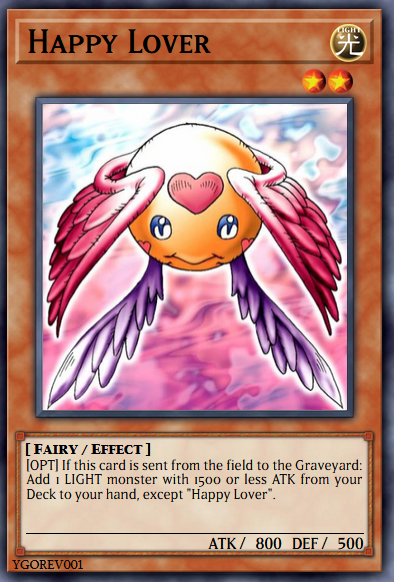 Happy Lover
LIGHT
光
[ Fairy / Effect ]
[OPT] If this card is sent from the field to the Graveyard:
Add 1 LIGHT monster with 1500 or less ATK from your
Deck to your hand, except "Happy Lover".
ATK / 800 DEF / 500
YGOREV001